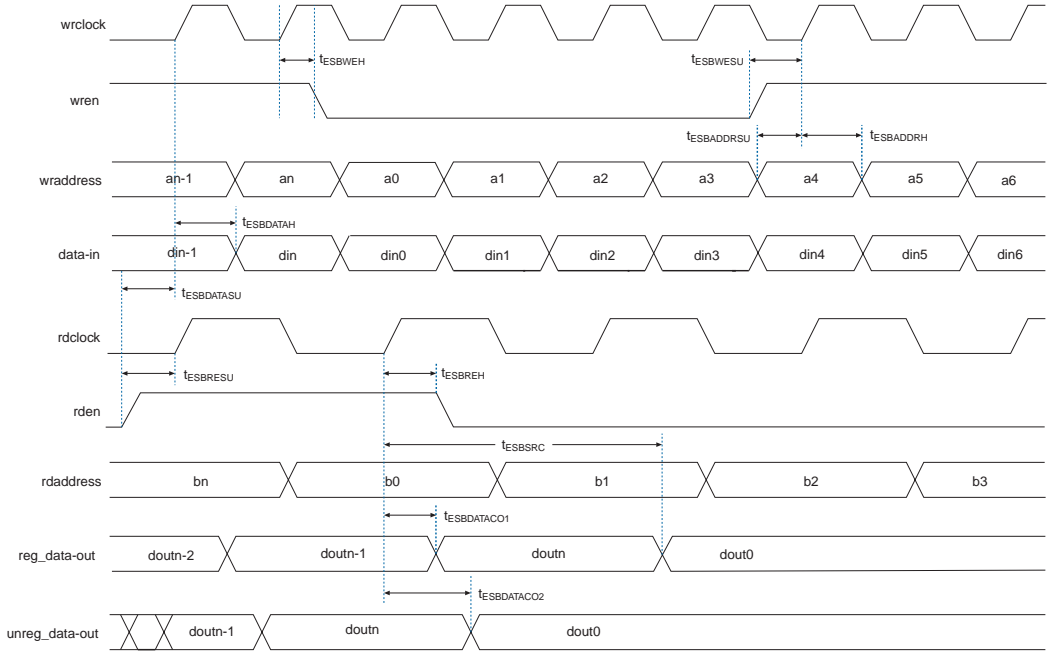 wrclock
tESBWEH tESBWESU
wren
tESBADDRSU tESBADDRH
wraddress an-1 an a0 a1 a2 a3 a4 a5 a6
tESBDATAH
data-in din-1 din din0 din1 din2 din3 din4 din5 din6
tESBDATASU
rdclock
tESBRESU tESBREH
rden
tESBSRC
rdaddress bn b0 b1 b2 b3
tESBDATACO1
reg_data-out doutn-2 doutn-1 doutn dout0
tESBDATACO2
unreg_data-out doutn-1 doutn dout0